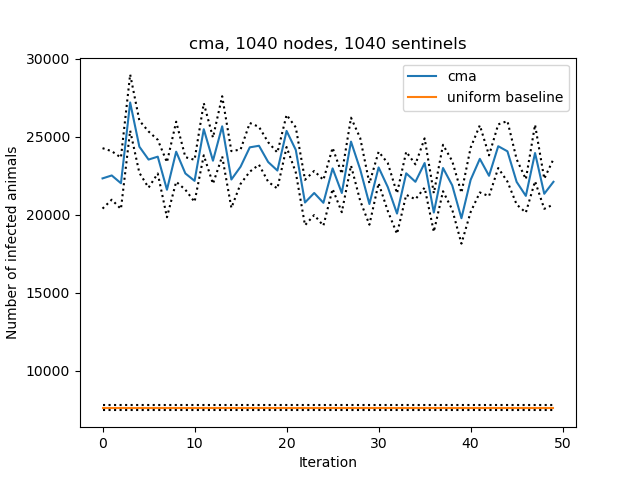 cma, 1040 nodes, 1040 sentinels
cma
uniform baseline
30000
25000
20000
15000
10000
Number of infected animals
0 10 20 30 40 50
Iteration